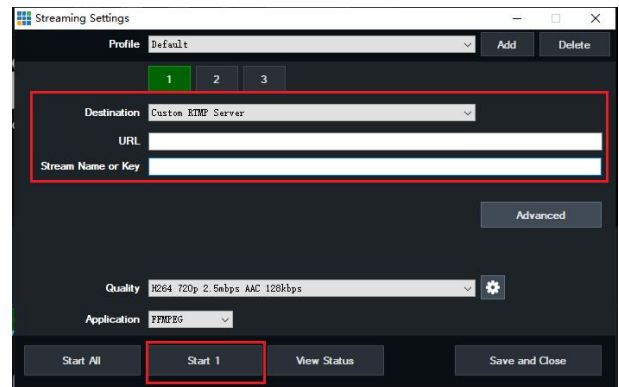 Streaming Settings
Profile Default Add Delete
1 2 3
Destination Custom RTMP Server
URL
Stream Name or Key
Advanced
Quality H264 720p 2.5mbps AAC 128kbps
Application FFMPEG
Start All Start 1 View Status Save and Close